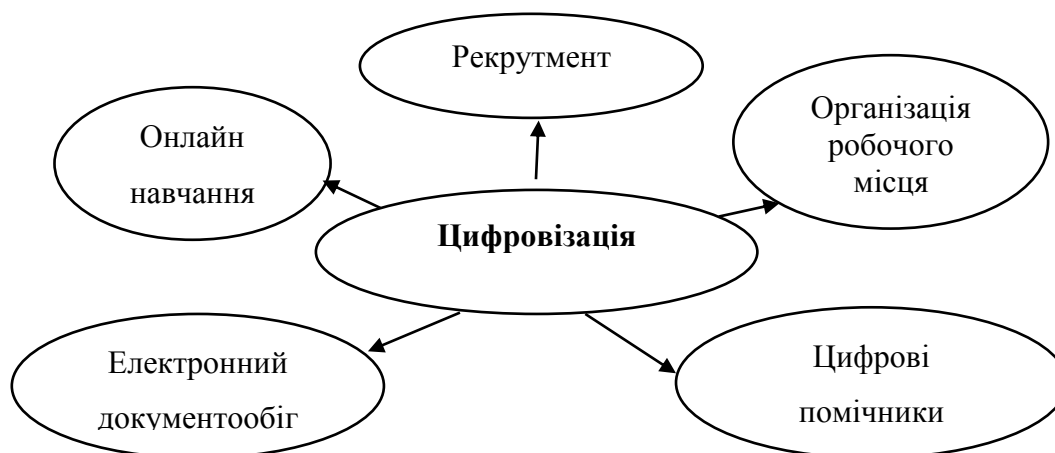 Рекрутмент
Організація
робочого
місця
Онлайн
навчання
Цифровізація
Електронний
документообіг
Цифрові
помічники